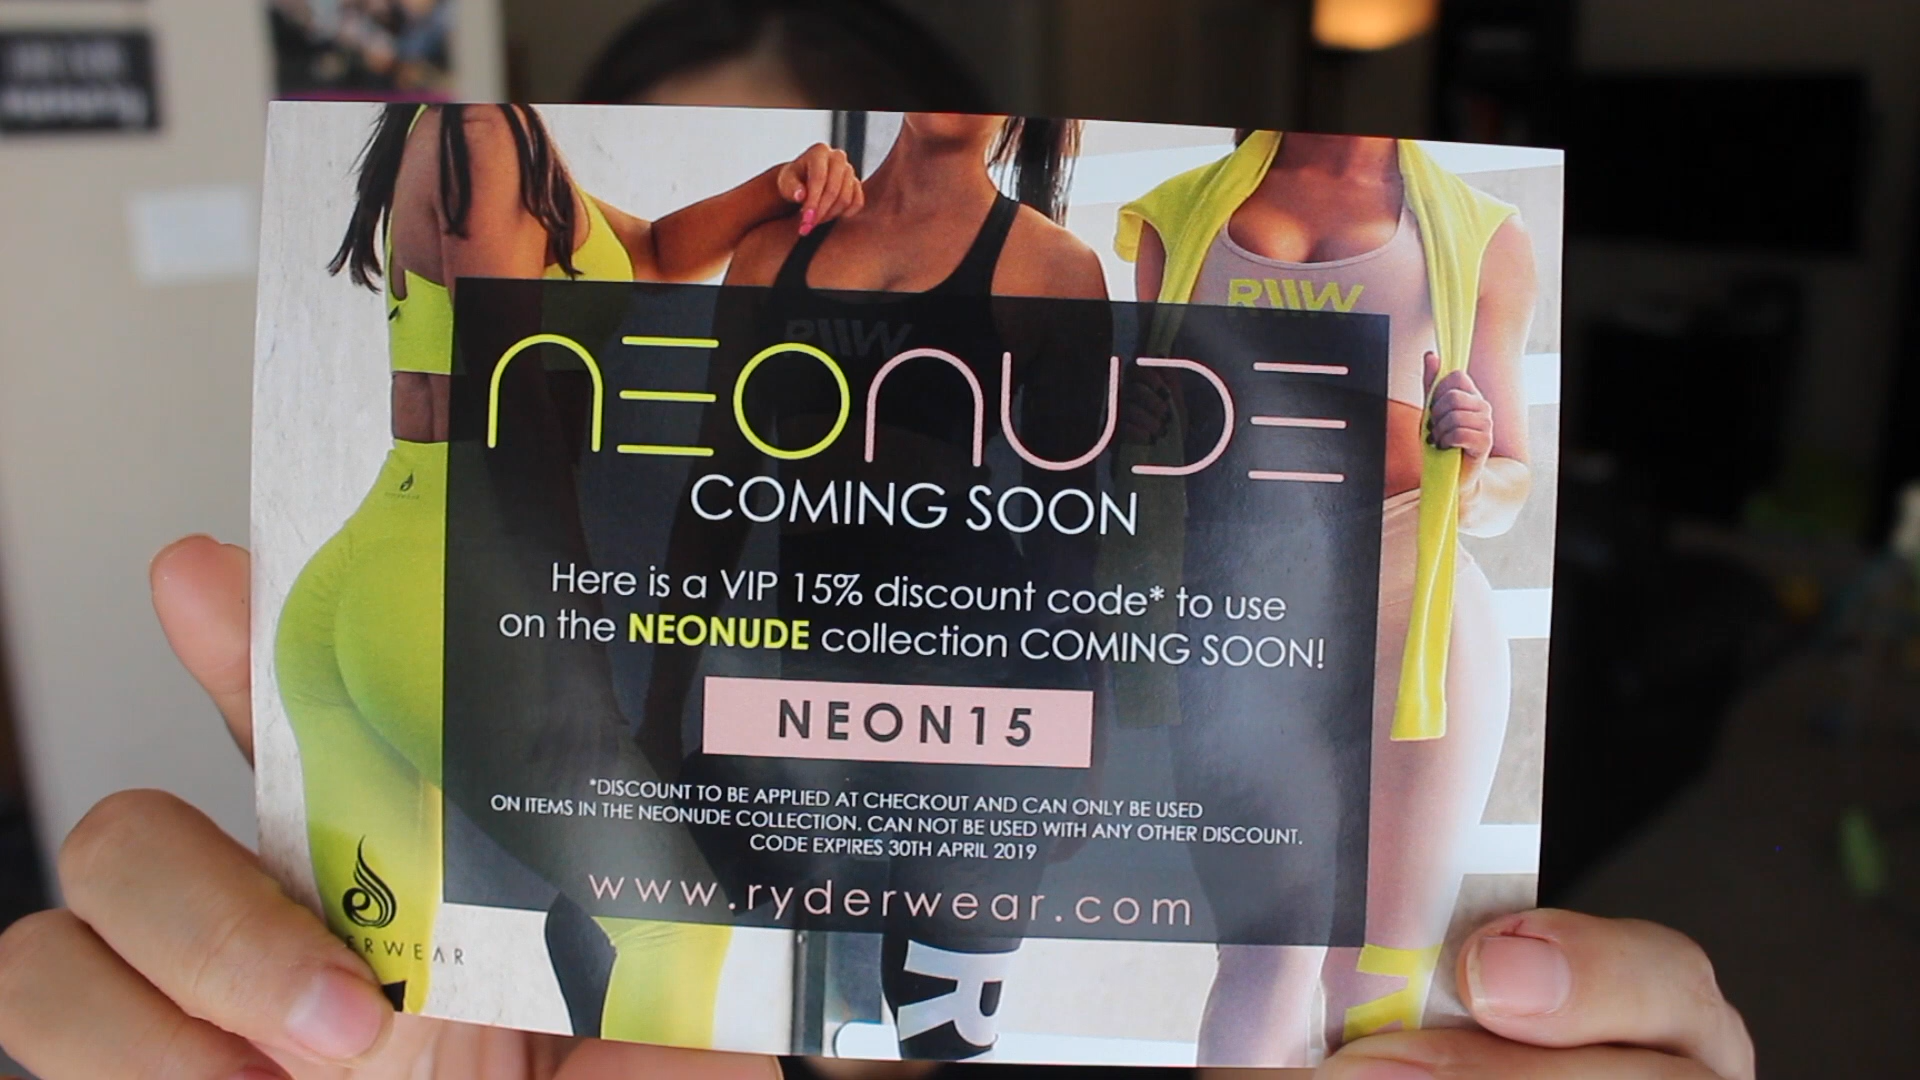 RIIW
RIIW
NEONUDE
COMING SOON
Here is a VIP 15% discount code* to use
on the NEONUDE collection COMING SOON!
NEON15
*DISCOUNT TO BE APPLIED AT CHECKOUT AND CAN ONLY BE USED
ON ITEMS IN THE NEONUDE COLLECTION. CAN NOT BE USED WITH ANY OTHER DISCOUNT.
CODE EXPIRES 30TH APRIL 2019
www.ryderwear.com
ERWEAR
R